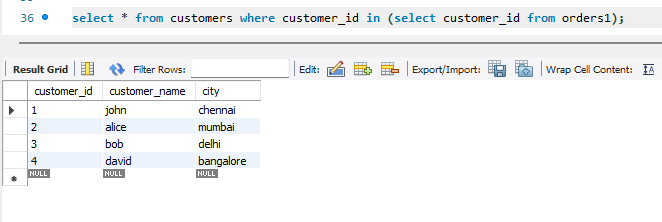 36 select * from customers where customer_id in (select customer_id from orders1);
Result Grid Filter Rows: Edit: Export/Import: Wrap Cell Content: IA
customer_id customer_name city
1 john chennai
2 alice mumbai
3 bob delhi
4 david bangalore
NULL NULL NULL